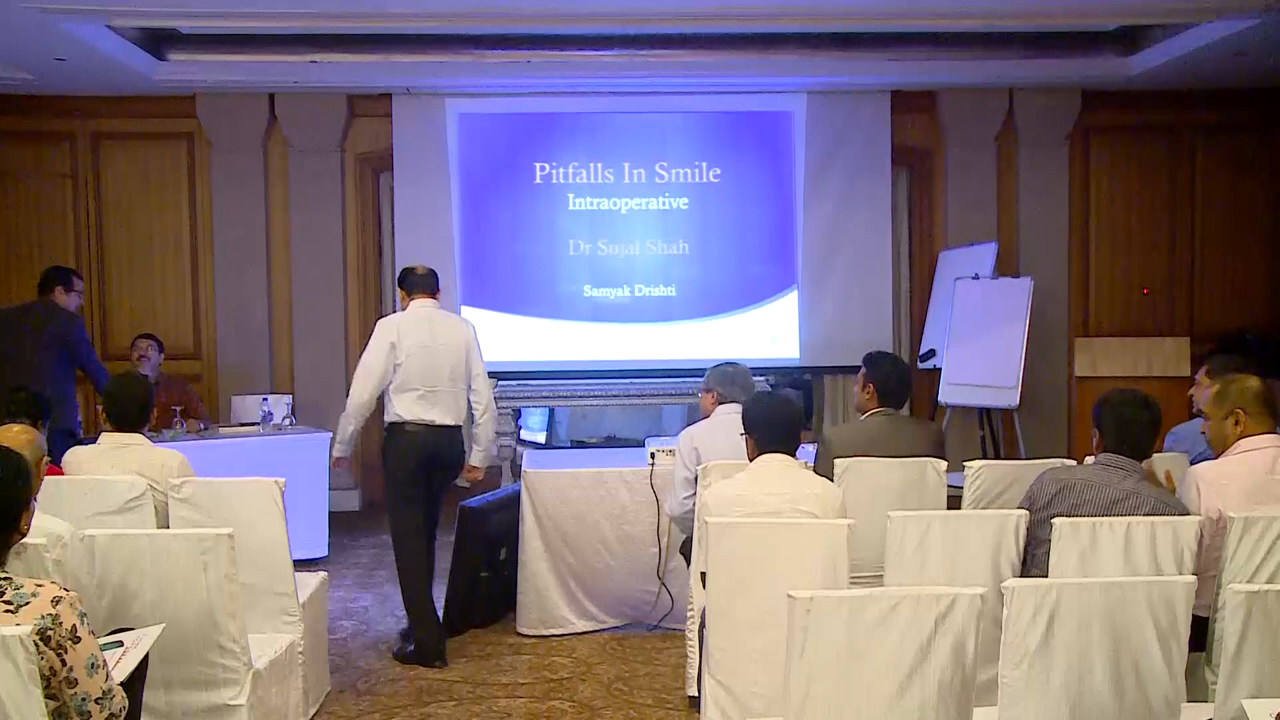 Pitfalls In Smile
Intraoperative
Dr Sujal Shah
Samyak Drishti